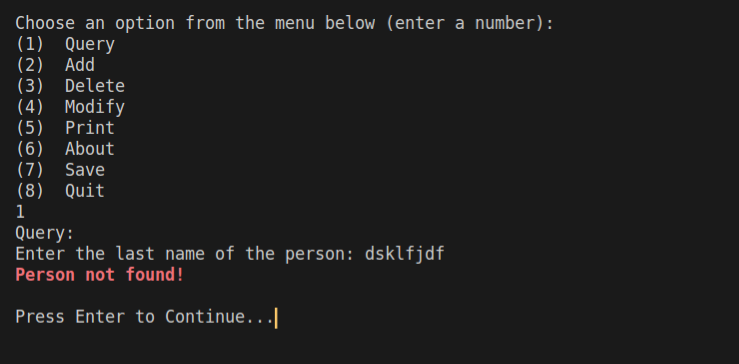 Choose an option from the menu below (enter a number):
(1)  Query
(2)  Add
(3)  Delete
(4)  Modify
(5)  Print
(6)  About
(7)  Save
(8)  Quit
1
Query:
Enter the last name of the person: dsklfjdf
Person not found!
Press Enter to Continue...